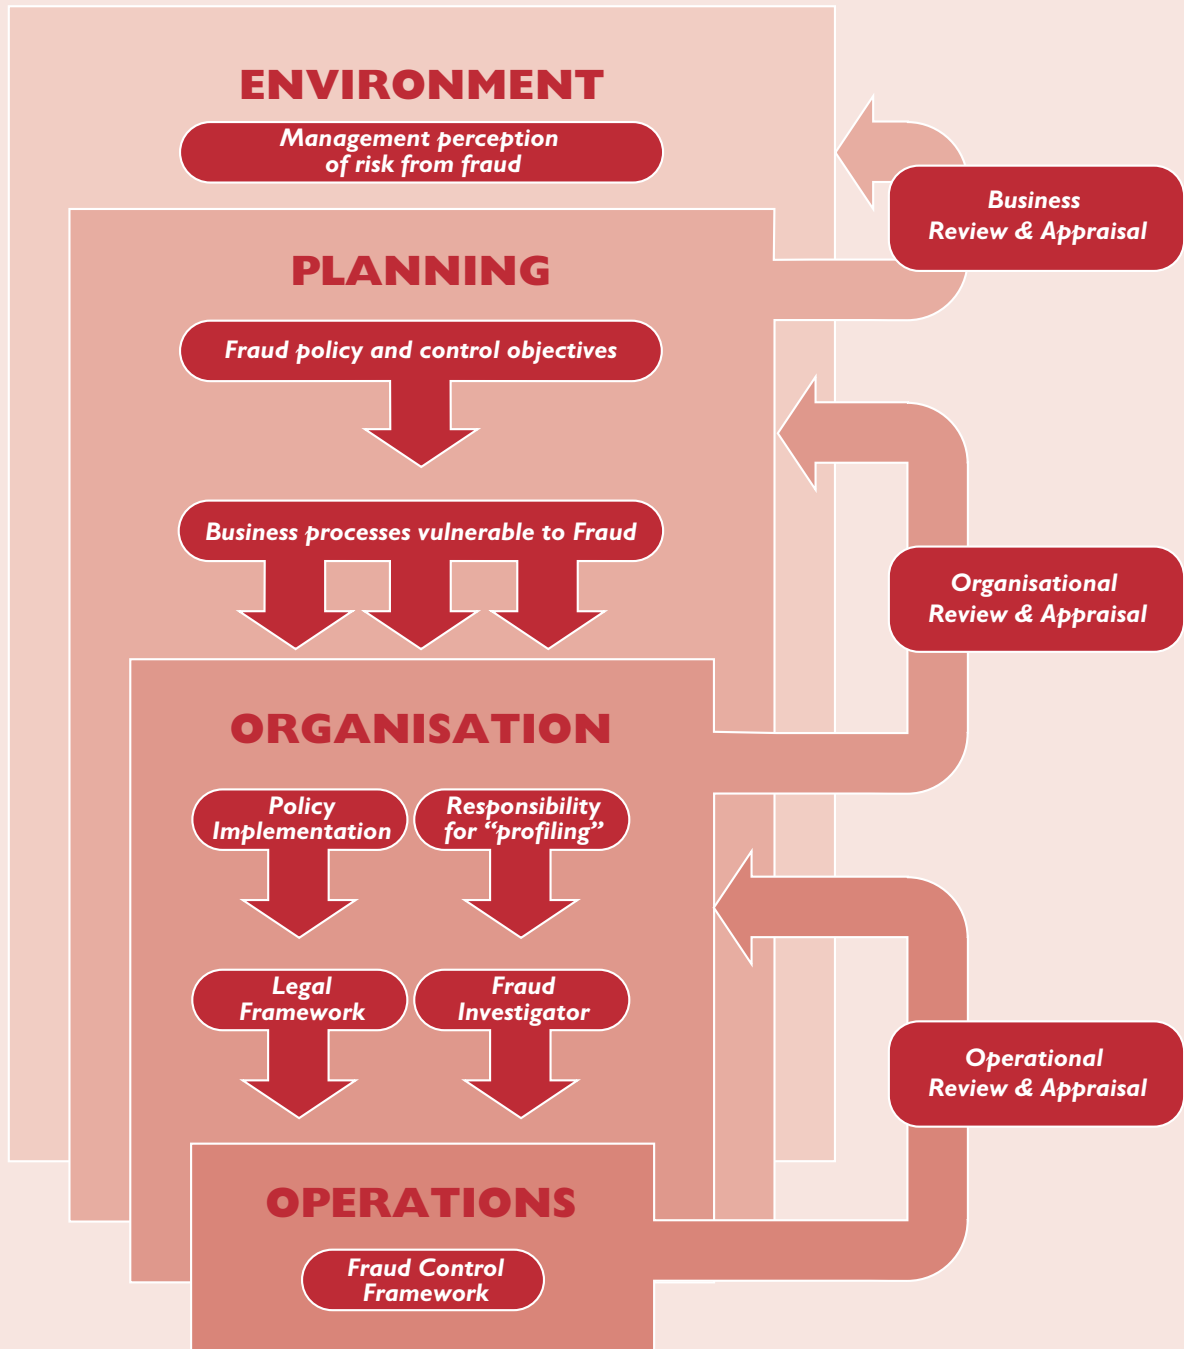 ENVIRONMENT
Management perception
of risk from fraud
Business
Review & Appraisal
PLANNING
Fraud policy and control objectives
Business processes vulnerable to Fraud
Organisational
Review & Appraisal
ORGANISATION
Policy
Implementation
Responsibility
for “profiling”
Legal
Framework
Fraud
Investigator
Operational
Review & Appraisal
OPERATIONS
Fraud Control
Framework